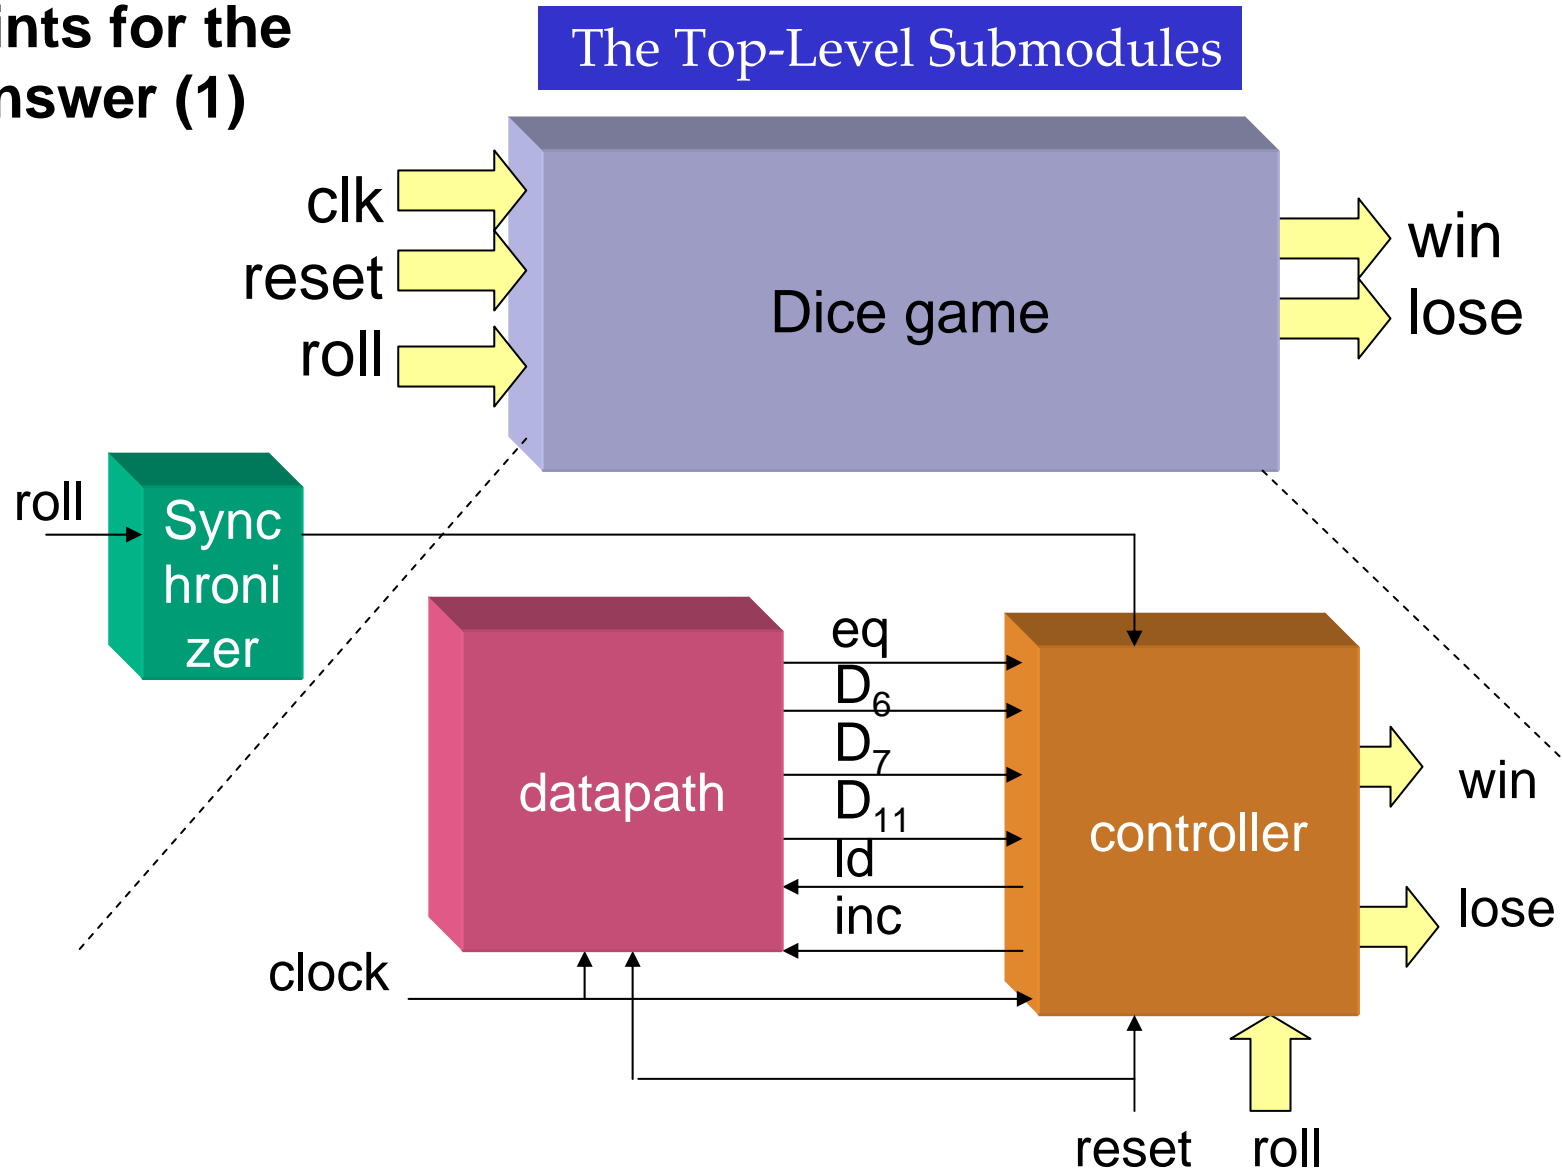 ints for the
nswer (1)
The Top-Level Submodules
clk
reset
roll
Dice game
win
lose
roll
Sync
hroni
zer
eq
D6
D7
D11
ld
inc
datapath
controller
win
lose
clock
reset
roll